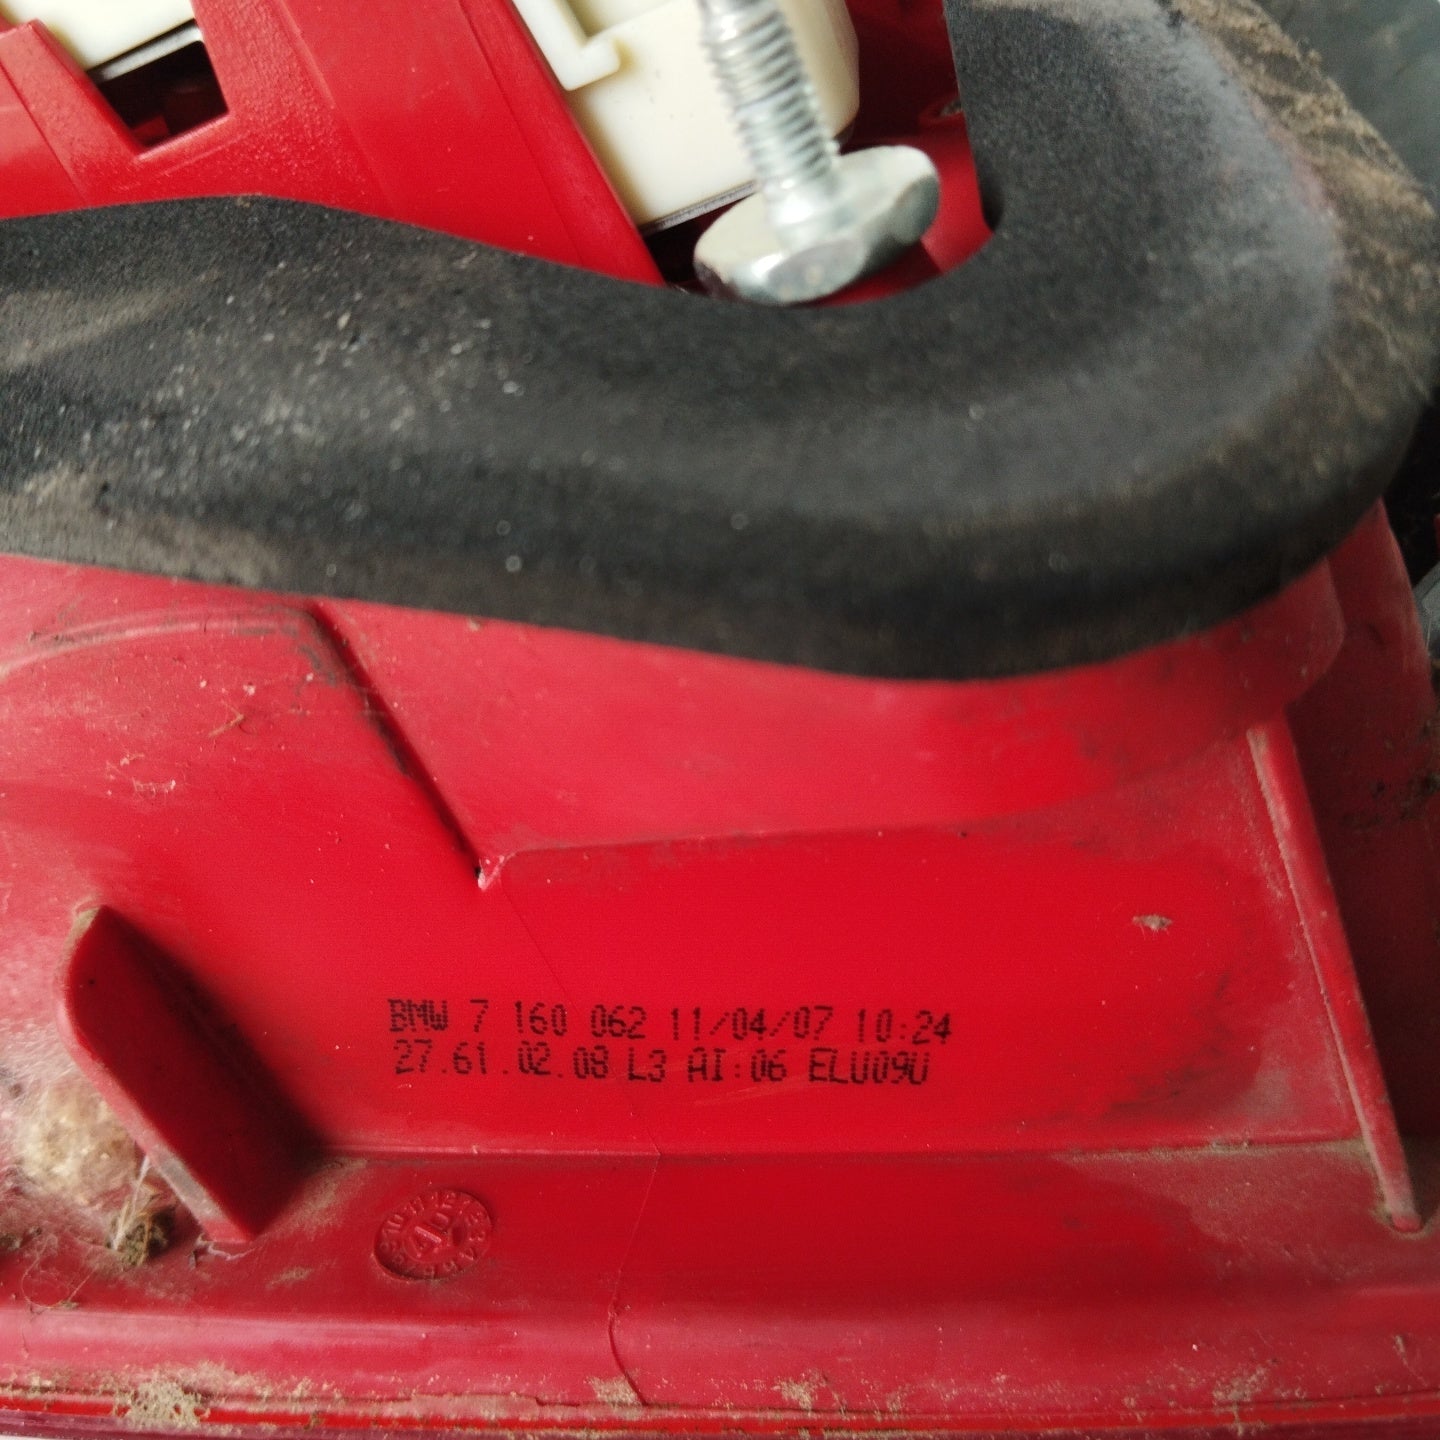 BMW 7 160 062 11/04/07 10:24
27.61.02.08 L3 AI:06 ELU09U